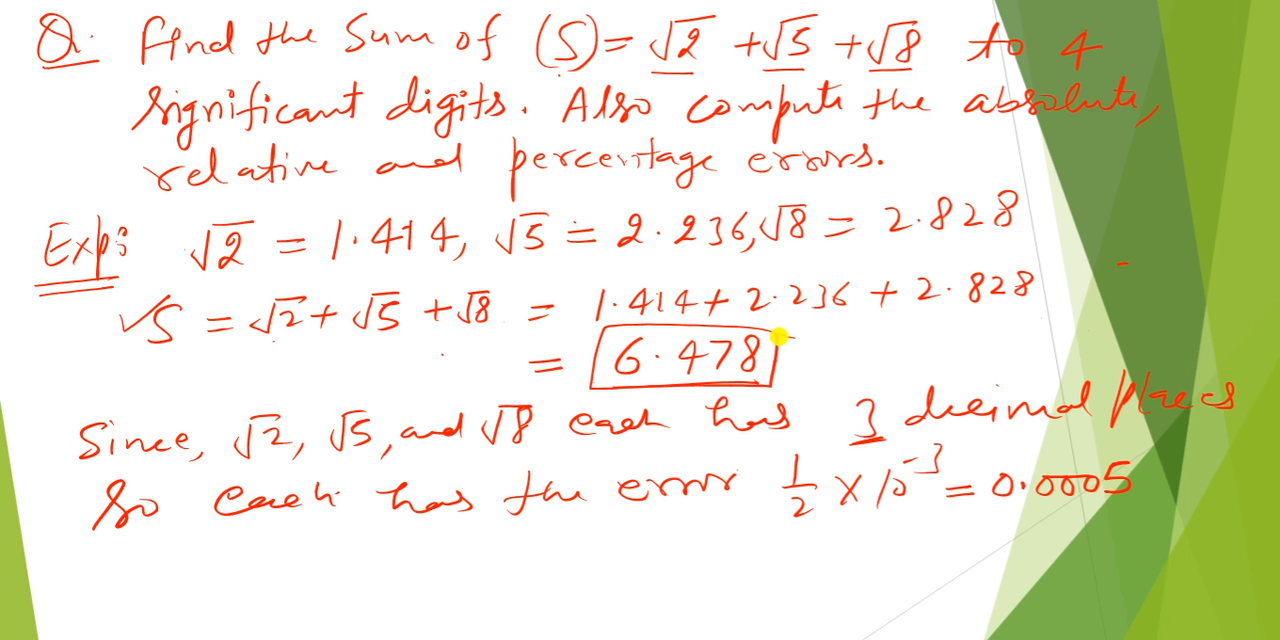 Q. Find the Sum of (S) = √2 + √5 + √8 to 4
significant digits. Also compute the absolute,
relative and percentage errors.
Exp: √2 = 1.414, √5 = 2.236, √8 = 2.828
√S = √2 + √5 + √8 = 1.414 + 2.236 + 2.828
= 6.478
Since, √2, √5, and √8 each has 3 decimal places
So each has the error 1/2 × 10⁻³ = 0.0005